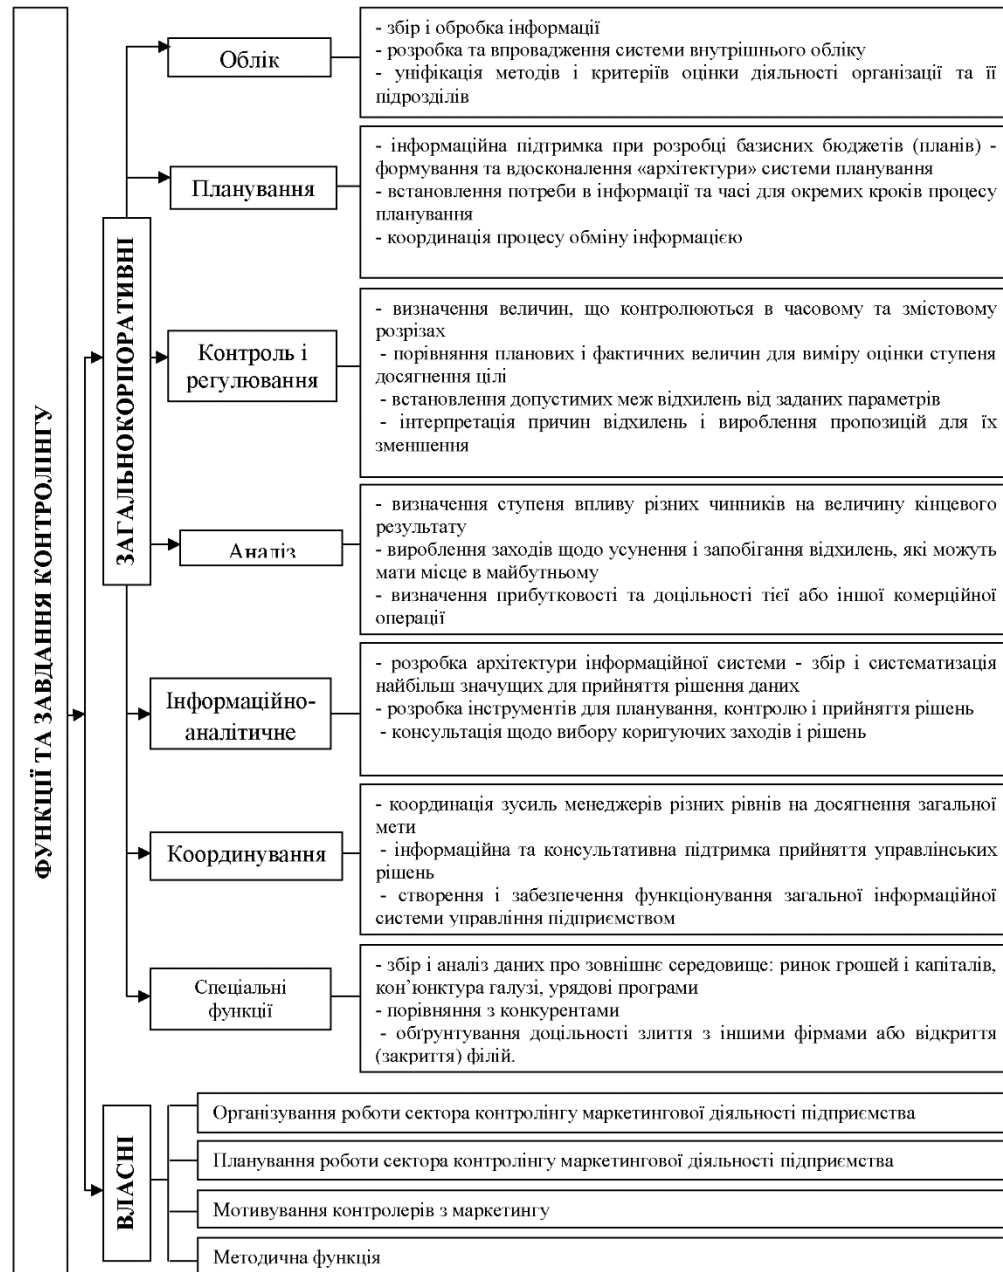 ФУНКЦІЇ ТА ЗАВДАННЯ КОНТРОЛІНГУ
ЗАГАЛЬНОКОРПОРАТИВНІ
Облік
- збір і обробка інформації
- розробка та впровадження системи внутрішнього обліку
- уніфікація методів і критеріїв оцінки діяльності організації та її
підрозділів
Планування
- інформаційна підтримка при розробці базисних бюджетів (планів) -
формування та вдосконалення «архітектури» системи планування
- встановлення потреби в інформації та часі для окремих кроків процесу
планування
- координація процесу обміну інформацією
Контроль і
регулювання
- визначення величин, що контролюються в часовому та змістовому
розрізах
- порівняння планових і фактичних величин для виміру оцінки ступеня
досягнення цілі
- встановлення допустимих меж відхилень від заданих параметрів
- інтерпретація причин відхилень і вироблення пропозицій для їх
зменшення
Аналіз
- визначення ступеня впливу різних чинників на величину кінцевого
результату
- вироблення заходів щодо усунення і запобігання відхилень, які можуть
мати місце в майбутньому
- визначення прибутковості та доцільності тієї або іншої комерційної
операції
Інформаційно-
аналітичне
- розробка архітектури інформаційної системи - збір і систематизація
найбільш значущих для прийняття рішення даних
- розробка інструментів для планування, контролю і прийняття рішень
- консультація щодо вибору коригуючих заходів і рішень
Координування
- координація зусиль менеджерів різних рівнів на досягнення загальної
мети
- інформаційна та консультативна підтримка прийняття управлінських
рішень
- створення і забезпечення функціонування загальної інформаційної
системи управління підприємством
Спеціальні
функції
- збір і аналіз даних про зовнішнє середовище: ринок грошей і капіталів,
кон’юнктура галузі, урядові програми
- порівняння з конкурентами
- обґрунтування доцільності злиття з іншими фірмами або відкриття
(закриття) філій.
ВЛАСНІ
Організування роботи сектора контролінгу маркетингової діяльності підприємства
Планування роботи сектора контролінгу маркетингової діяльності підприємства
Мотивування контролерів з маркетингу
Методична функція